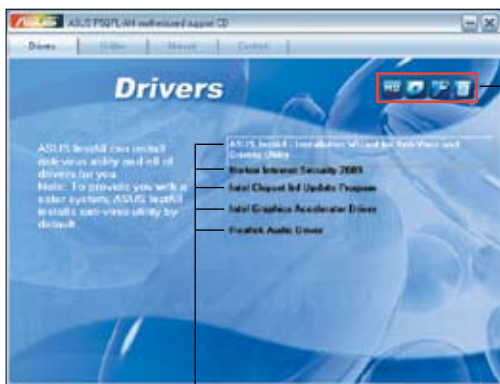 ASUS motherboard support CD
Drivers Utilities Manual Contact
Drivers
ASUS InstAll can install
anti-virus utility and all of
drivers for you.
Note: To provide you with a
safer system, ASUS InstAll
installs anti-virus utility by
default.
ASUS InstAll - Installation Wizard for Anti-Virus and
Drivers Utility
Norton Internet Security 2009
Intel Chipset Inf Update Program
Intel Graphics Accelerator Driver
Realtek Audio Driver